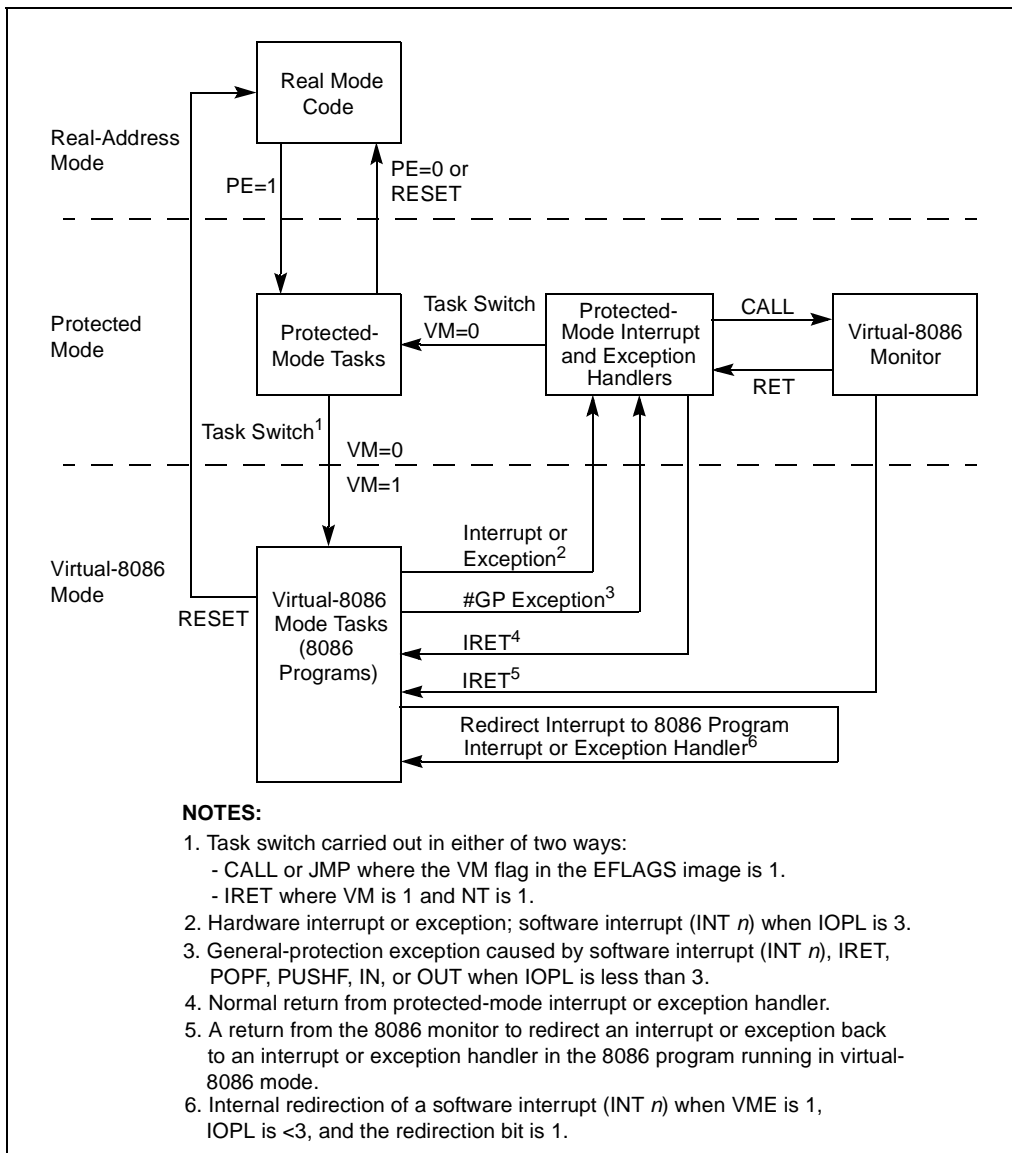 Real Mode
Code
Real-Address
Mode
PE=1
PE=0 or
RESET
Protected
Mode
Protected-
Mode Tasks
Task Switch
VM=0
Protected-
Mode Interrupt
and Exception
Handlers
CALL
RET
Virtual-8086
Monitor
Task Switch1
VM=0
VM=1
Virtual-8086
Mode
RESET
Virtual-8086
Mode Tasks
(8086
Programs)
Interrupt or
Exception2
#GP Exception3
IRET4
IRET5
Redirect Interrupt to 8086 Program
Interrupt or Exception Handler6
NOTES:
1. Task switch carried out in either of two ways:
- CALL or JMP where the VM flag in the EFLAGS image is 1.
- IRET where VM is 1 and NT is 1.
2. Hardware interrupt or exception; software interrupt (INT n) when IOPL is 3.
3. General-protection exception caused by software interrupt (INT n), IRET,
POPF, PUSHF, IN, or OUT when IOPL is less than 3.
4. Normal return from protected-mode interrupt or exception handler.
5. A return from the 8086 monitor to redirect an interrupt or exception back
to an interrupt or exception handler in the 8086 program running in virtual-
8086 mode.
6. Internal redirection of a software interrupt (INT n) when VME is 1,
IOPL is <3, and the redirection bit is 1.